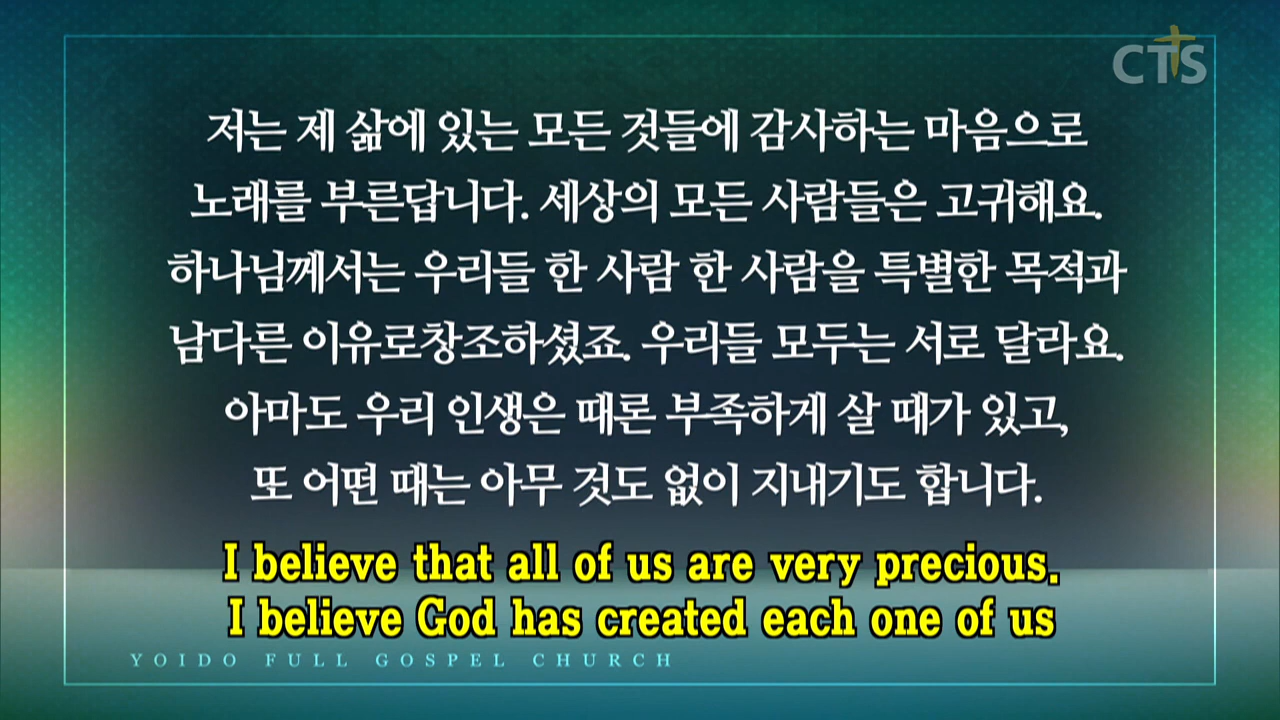 CTS
저는 제 삶에 있는 모든 것들에 감사하는 마음으로
노래를 부른답니다. 세상의 모든 사람들은 고귀해요.
하나님께서는 우리들 한 사람 한 사람을 특별한 목적과
남다른 이유로창조하셨죠. 우리들 모두는 서로 달라요.
아마도 우리 인생은 때론 부족하게 살 때가 있고,
또 어떤 때는 아무 것도 없이 지내기도 합니다.
I believe that all of us are very precious.
I believe God has created each one of us
YOIDO FULL GOSPEL CHURCH